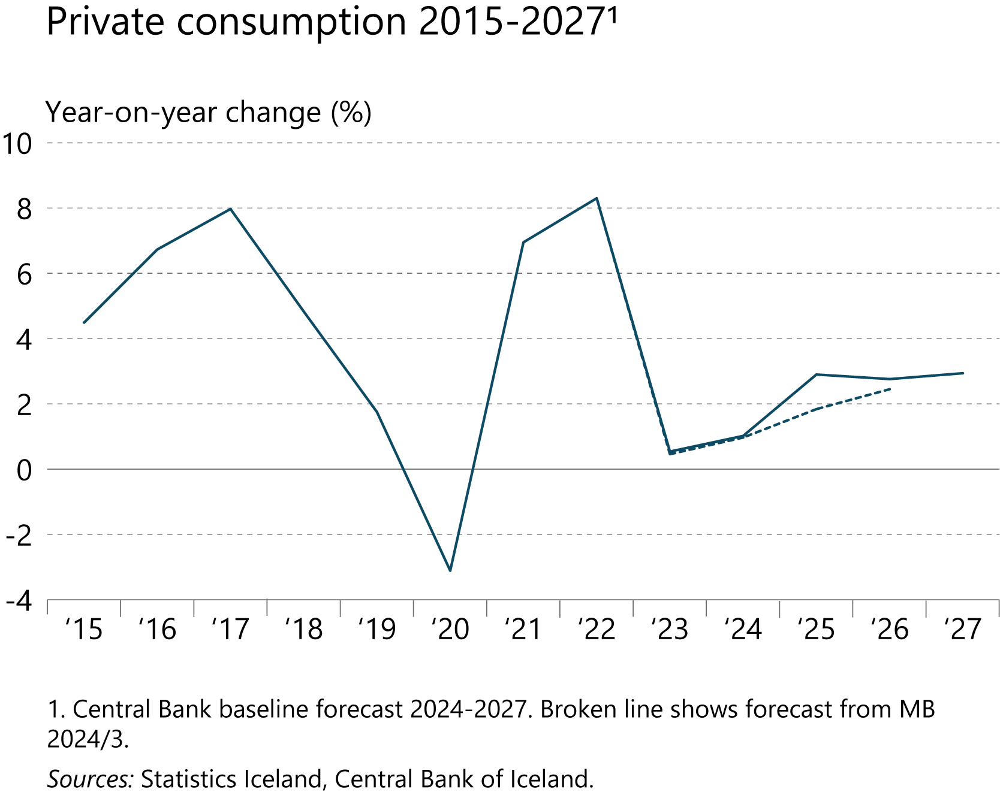 Private consumption 2015-2027¹
Year-on-year change (%)
10
8
6
4
2
0
-2
-4
‘15 ‘16 ‘17 ‘18 ‘19 ‘20 ‘21 ‘22 ‘23 ‘24 ‘25 ‘26 ‘27
1. Central Bank baseline forecast 2024-2027. Broken line shows forecast from MB
2024/3.
Sources: Statistics Iceland, Central Bank of Iceland.